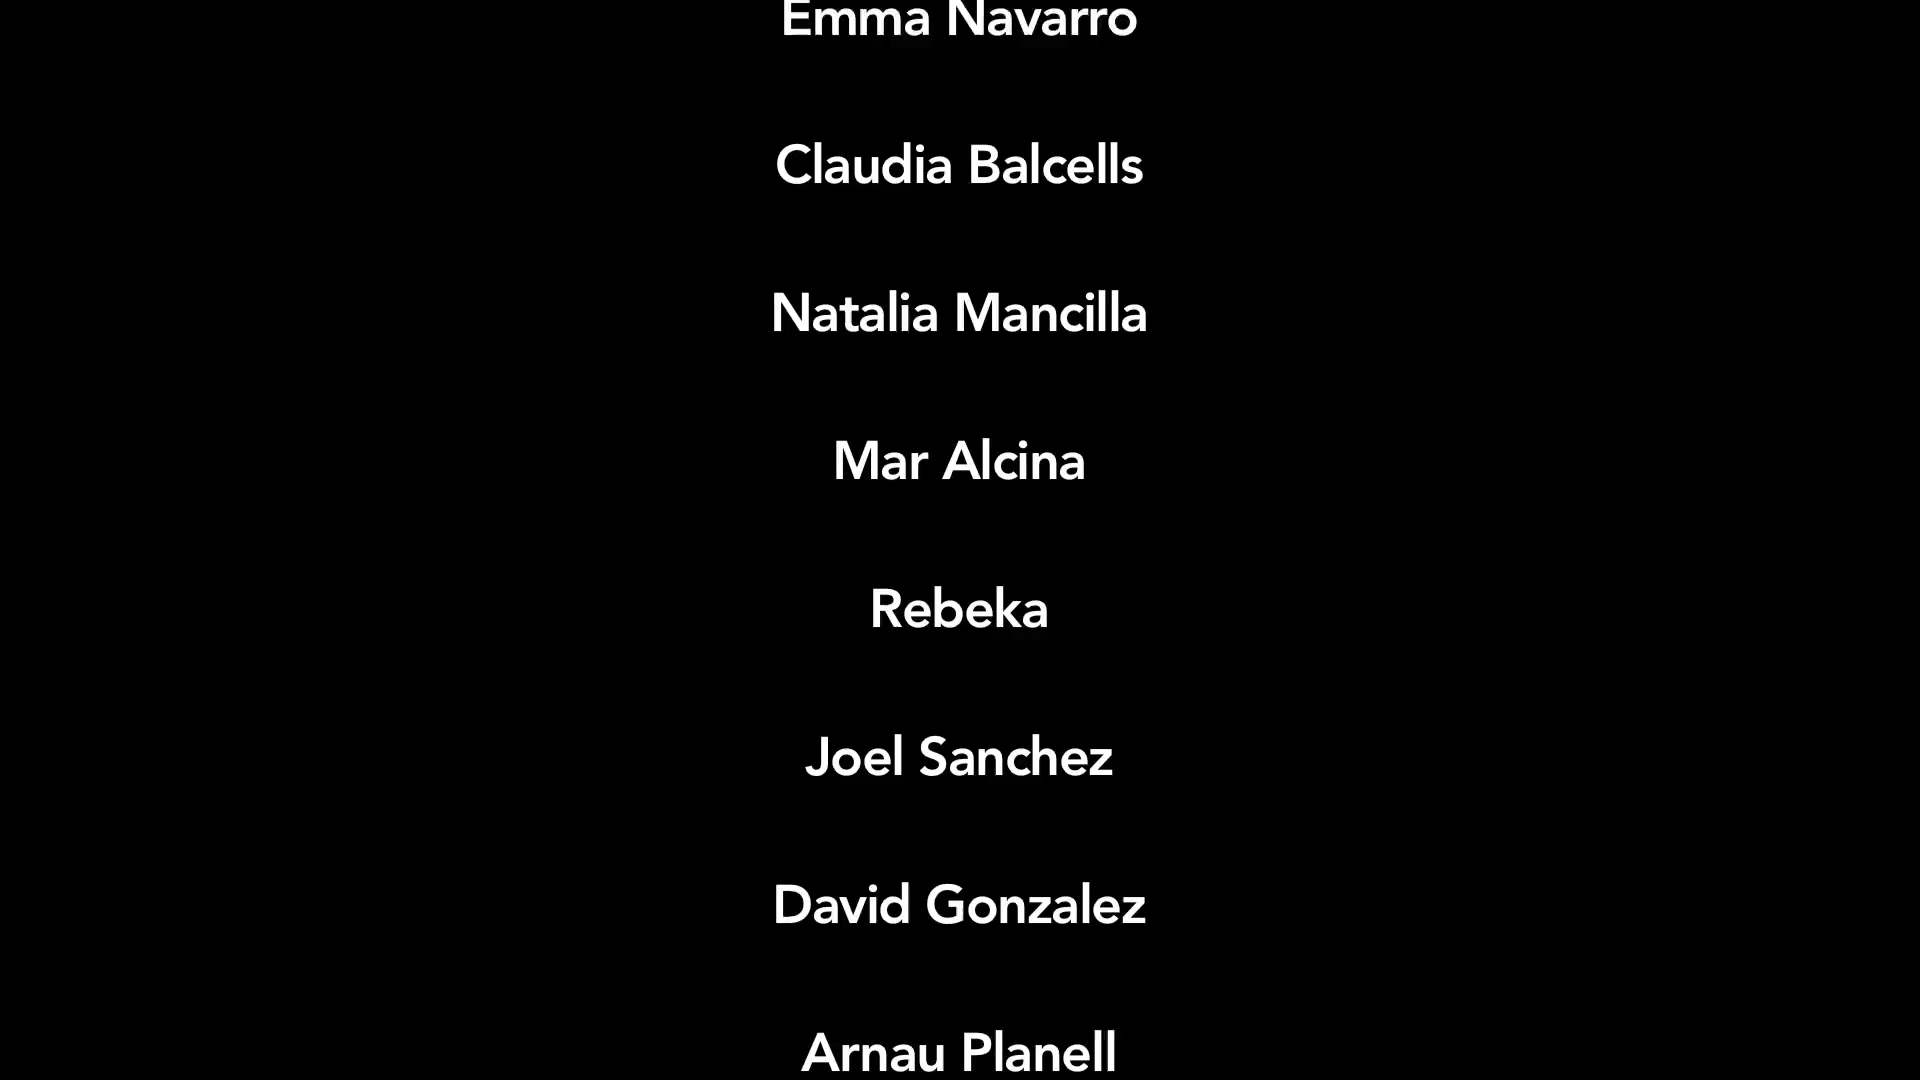 Emma Navarro
Claudia Balcells
Natalia Mancilla
Mar Alcina
Rebeka
Joel Sanchez
David Gonzalez
Arnau Planell